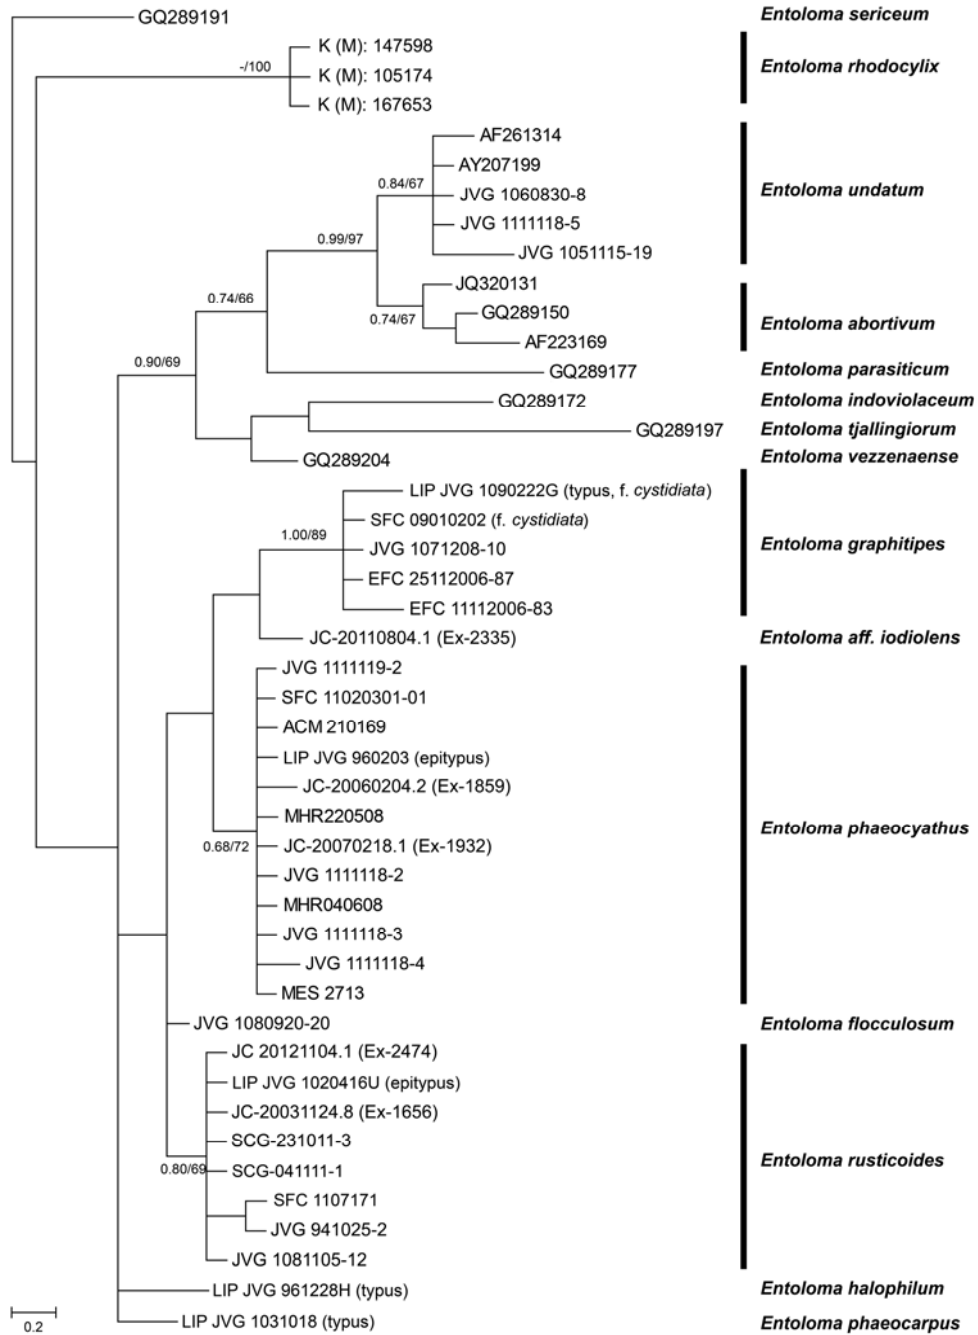 GQ289191 Entoloma sericeum
K (M): 147598
-/100 K (M): 105174 Entoloma rhodocylix
K (M): 167653
AF261314
AY207199
0.84/67 JVG 1060830-8 Entoloma undatum
JVG 1111118-5
0.99/97 JVG 1051115-19
JQ320131
0.74/66 GQ289150
0.74/67 Entoloma abortivum
AF223169
0.90/69 GQ289177 Entoloma parasiticum
GQ289172 Entoloma indoviolaceum
GQ289197 Entoloma tjallingiorum
GQ289204 Entoloma vezzenaense
LIP JVG 1090222G (typus, f. cystidiata)
SFC 09010202 (f. cystidiata)
1.00/89 JVG 1071208-10 Entoloma graphitipes
EFC 25112006-87
EFC 11112006-83
JC-20110804.1 (Ex-2335) Entoloma aff. iodiolens
JVG 1111119-2
SFC 11020301-01
ACM 210169
LIP JVG 960203 (epitypus)
JC-20060204.2 (Ex-1859)
MHR220508 Entoloma phaeocyathus
0.68/72 JC-20070218.1 (Ex-1932)
JVG 1111118-2
MHR040608
JVG 1111118-3
JVG 1111118-4
MES 2713
JVG 1080920-20 Entoloma flocculosum
JC 20121104.1 (Ex-2474)
LIP JVG 1020416U (epitypus)
JC-20031124.8 (Ex-1656)
SCG-231011-3 Entoloma rusticoides
0.80/69 SCG-041111-1
SFC 1107171
JVG 941025-2
JVG 1081105-12
LIP JVG 961228H (typus) Entoloma halophilum
LIP JVG 1031018 (typus) Entoloma phaeocarpus
0.2